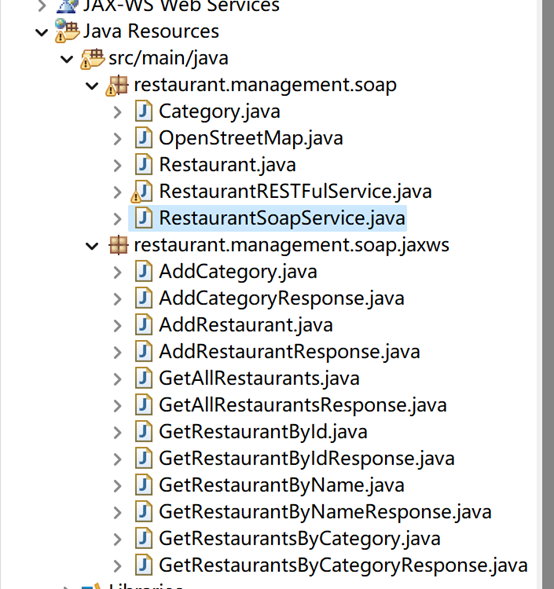 JAX-WS Web Services
Java Resources
src/main/java
restaurant.management.soap
Category.java
OpenStreetMap.java
Restaurant.java
RestaurantRESTFulService.java
RestaurantSoapService.java
restaurant.management.soap.jaxws
AddCategory.java
AddCategoryResponse.java
AddRestaurant.java
AddRestaurantResponse.java
GetAllRestaurants.java
GetAllRestaurantsResponse.java
GetRestaurantById.java
GetRestaurantByIdResponse.java
GetRestaurantByName.java
GetRestaurantByNameResponse.java
GetRestaurantsByCategory.java
GetRestaurantsByCategoryResponse.java
Libraries